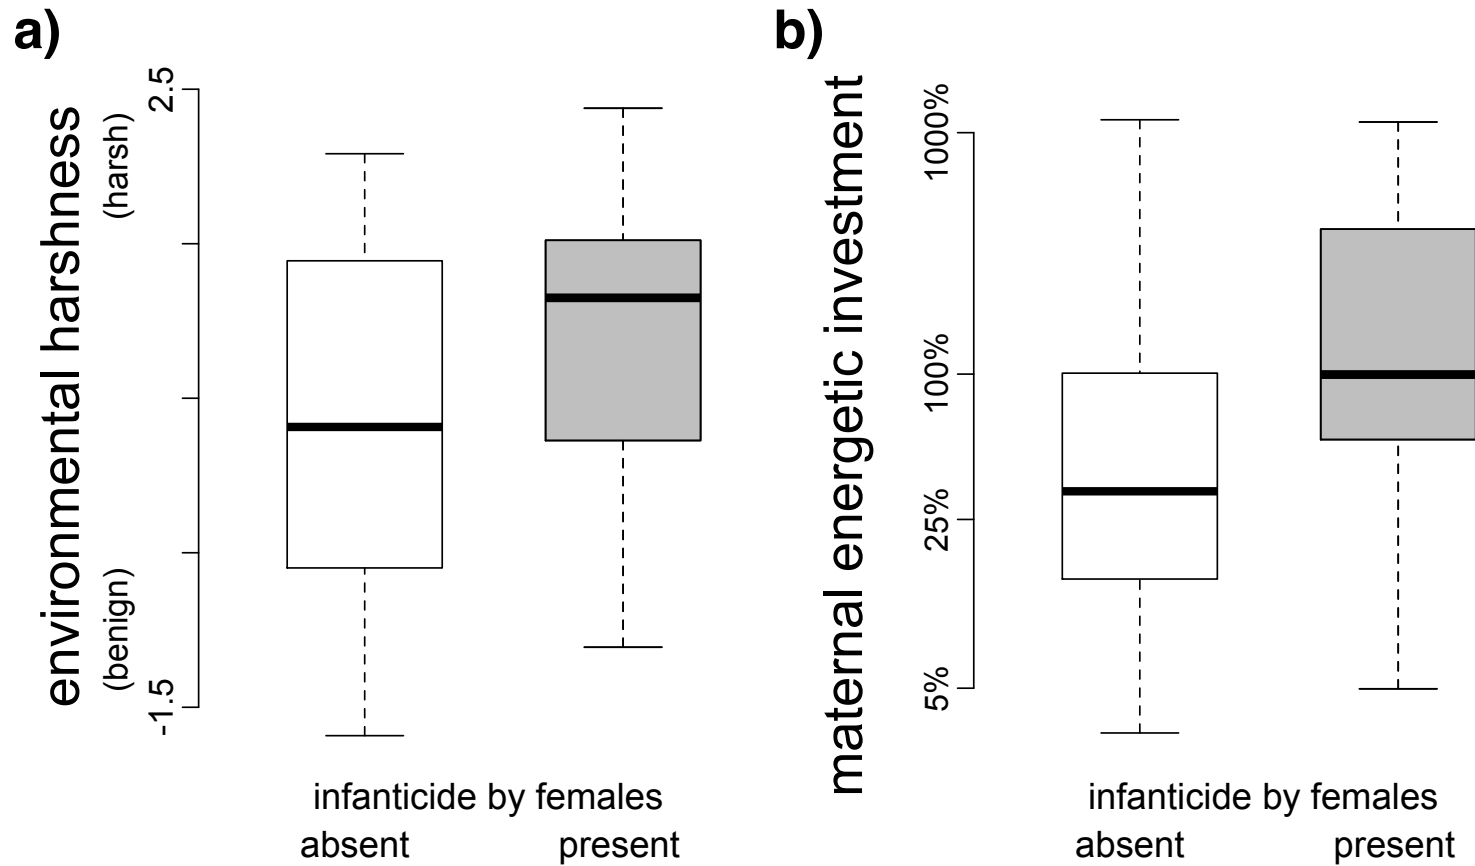 a)
environmental harshness
(benign)
(harsh)
-1.5
2.5
infanticide by females
absent
present
b)
maternal energetic investment
5%
25%
100%
1000%
infanticide by females
absent
present